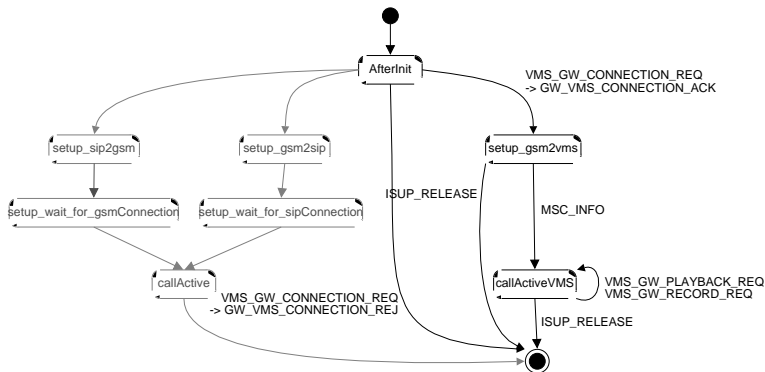 AfterInit
VMS_GW_CONNECTION_REQ
-> GW_VMS_CONNECTION_ACK
setup_sip2gsm
setup_gsm2sip
setup_gsm2vms
ISUP_RELEASE
setup_wait_for_gsmConnection
setup_wait_for_sipConnection
MSC_INFO
callActive
callActiveVMS
VMS_GW_PLAYBACK_REQ
VMS_GW_RECORD_REQ
VMS_GW_CONNECTION_REQ
-> GW_VMS_CONNECTION_REJ
ISUP_RELEASE